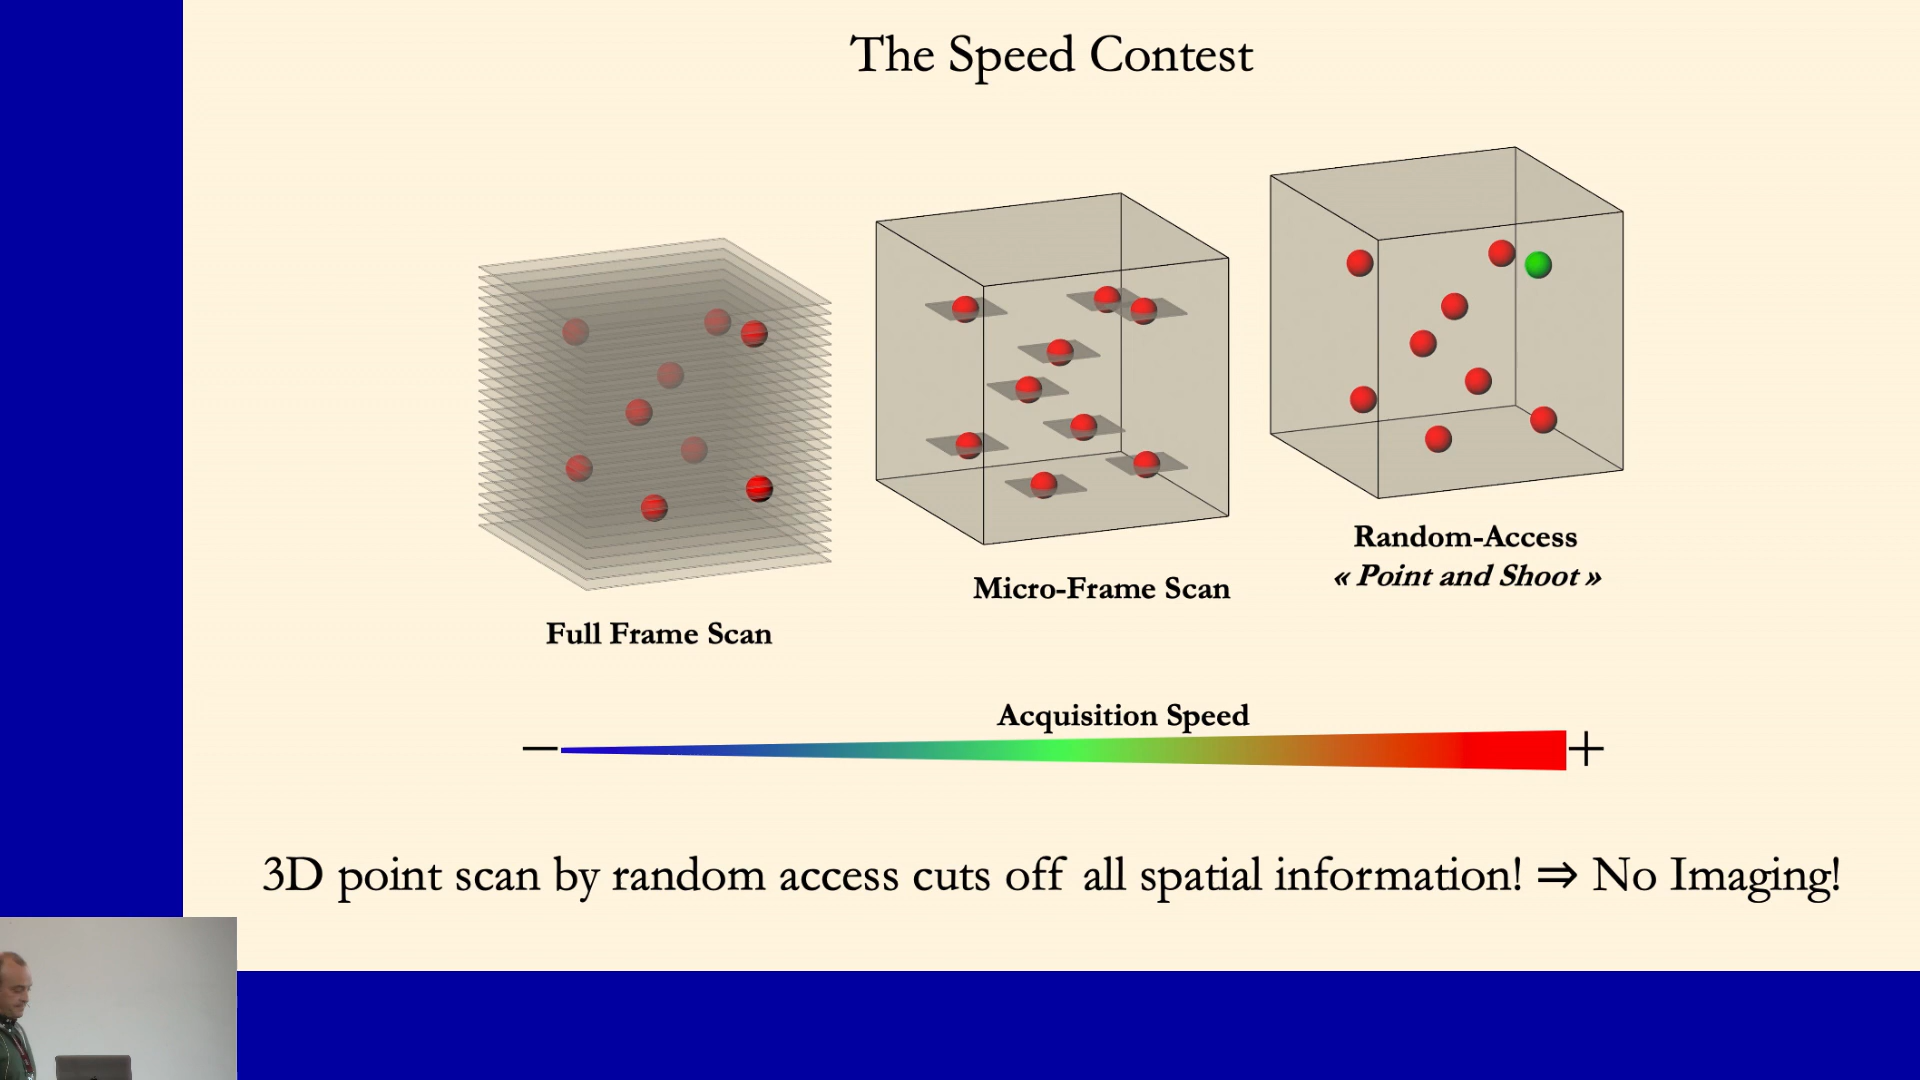 The Speed Contest
Random-Access
« Point and Shoot »
Micro-Frame Scan
Full Frame Scan
Acquisition Speed
− +
3D point scan by random access cuts off all spatial information! ⇒ No Imaging!